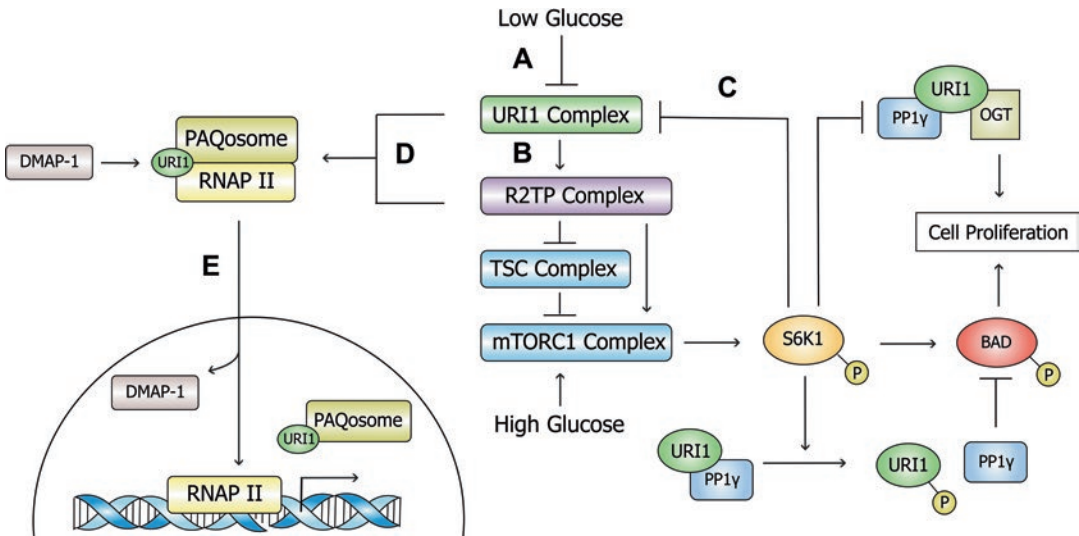 Low Glucose
A
C
URI1
PP1γ
OGT
URI1 Complex
PAQosome
DMAP-1
URI1
D
B
RNAP II
R2TP Complex
Cell Proliferation
E
TSC Complex
mTORC1 Complex
S6K1
P
BAD
P
DMAP-1
PAQosome
URI1
High Glucose
URI1
PP1γ
URI1
P
PP1γ
RNAP II